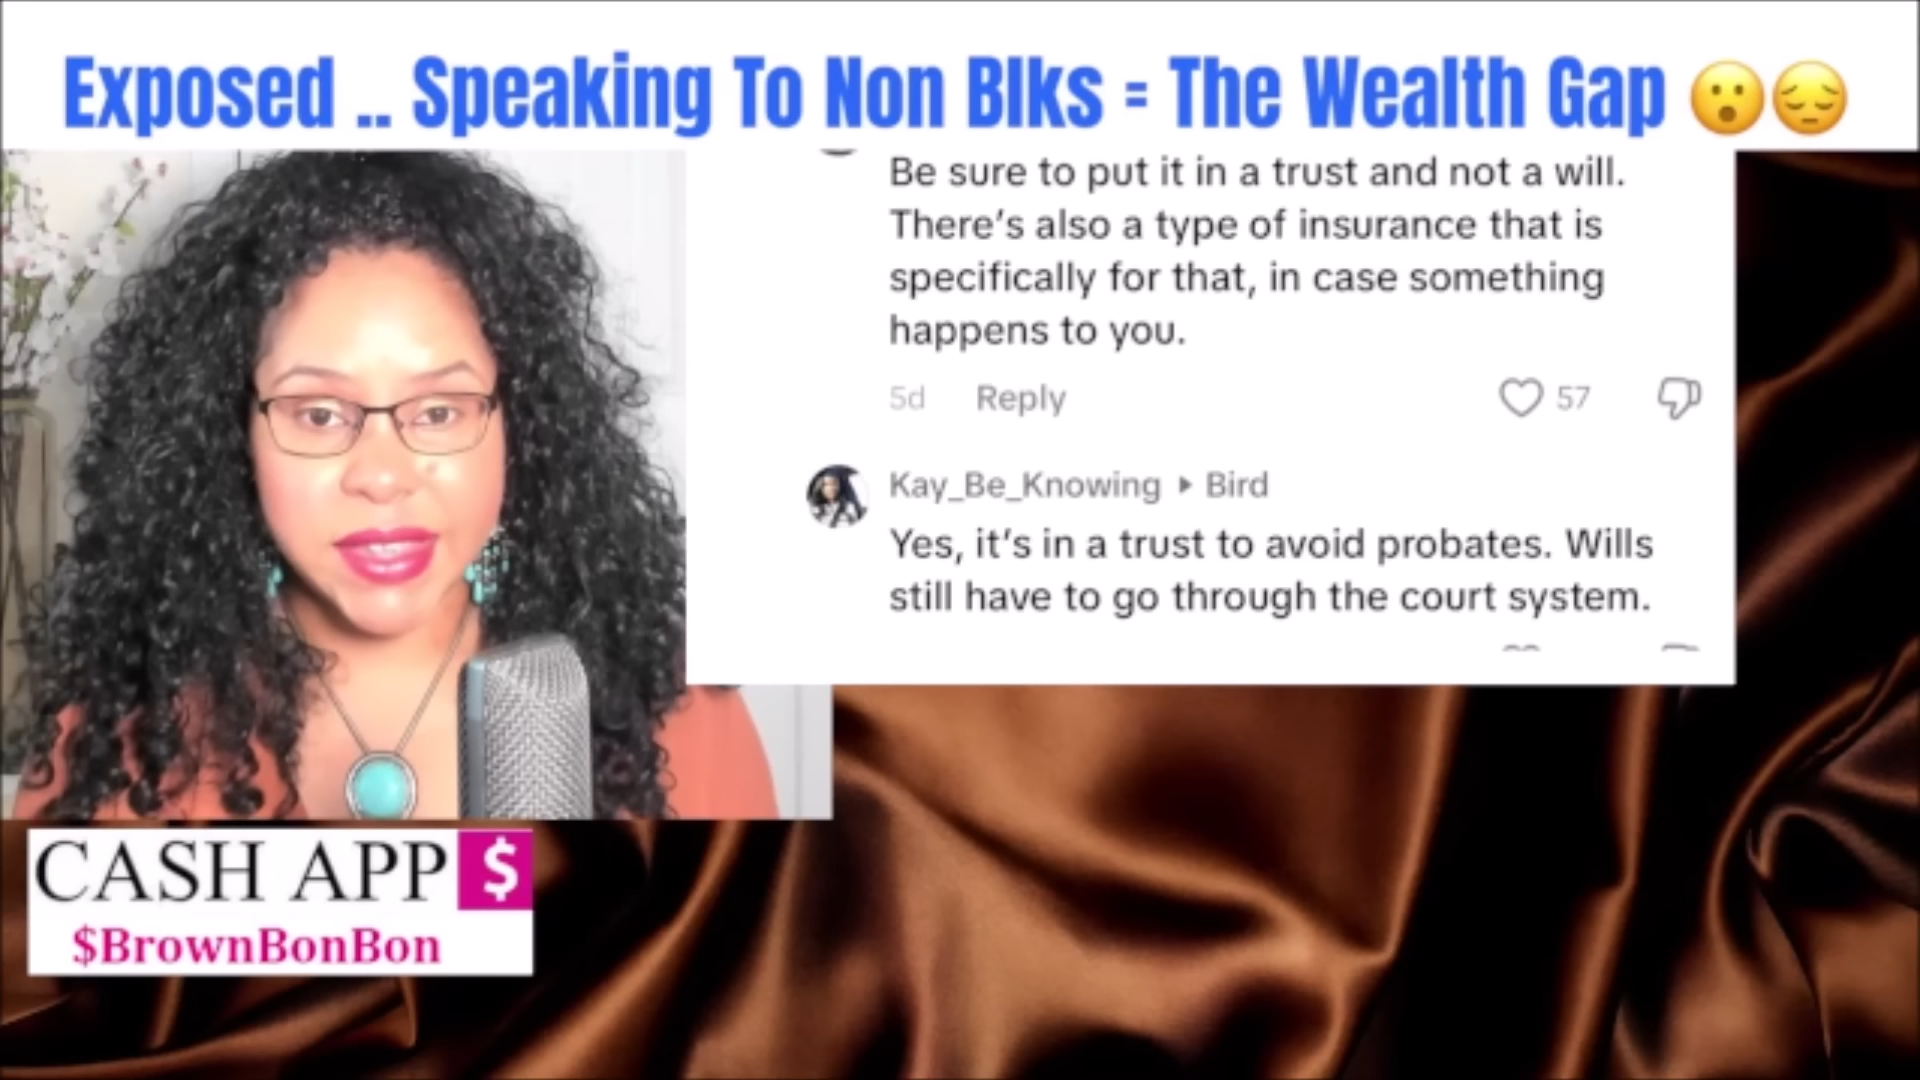 Exposed .. Speaking To Non Blks = The Wealth Gap 😮😔
Be sure to put it in a trust and not a will.
There's also a type of insurance that is
specifically for that, in case something
happens to you.
5d Reply 57
Kay_Be_Knowing ▸ Bird
Yes, it's in a trust to avoid probates. Wills
still have to go through the court system.
CASH APP $
$BrownBonBon